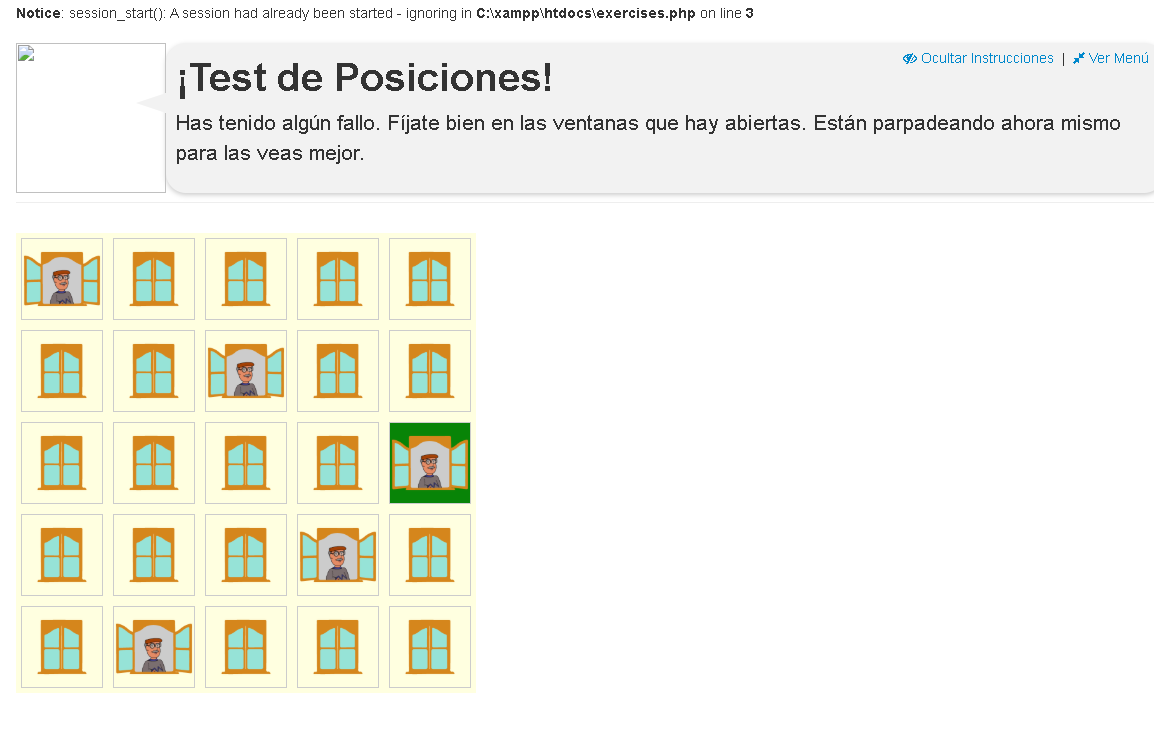 Notice: session_start(): A session had already been started - ignoring in C:\xampp\htdocs\exercises.php on line 3
Ocultar Instrucciones | Ver Menú
¡Test de Posiciones!
Has tenido algún fallo. Fíjate bien en las ventanas que hay abiertas. Están parpadeando ahora mismo
para las veas mejor.